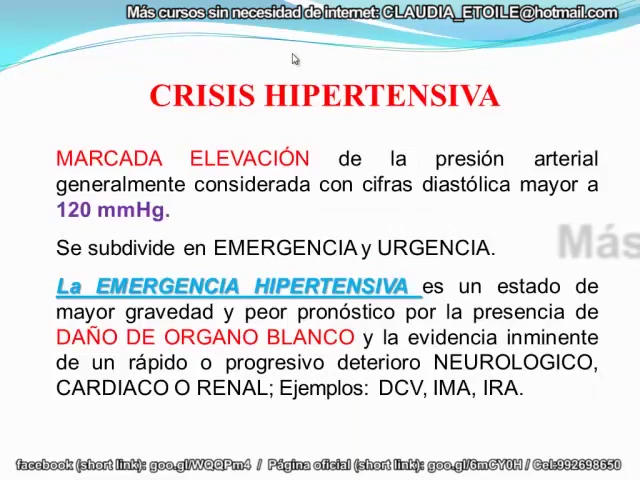 Más cursos sin necesidad de internet: CLAUDIA_ETOILE@hotmail.com
CRISIS HIPERTENSIVA
MARCADA ELEVACIÓN de la presión arterial
generalmente considerada con cifras diastólica mayor a
120 mmHg.
Se subdivide en EMERGENCIA y URGENCIA.
Más
La EMERGENCIA HIPERTENSIVA es un estado de
mayor gravedad y peor pronóstico por la presencia de
DAÑO DE ORGANO BLANCO y la evidencia inminente
de un rápido o progresivo deterioro NEUROLOGICO,
CARDIACO O RENAL; Ejemplos: DCV, IMA, IRA.
facebook (short link): goo.gl/WQQPm4 / Página oficial (short link): goo.gl/6mCY0H / Cel:992698650